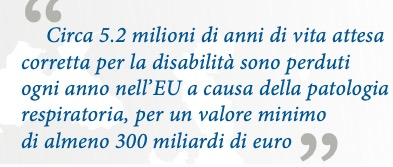 “
Circa 5.2 milioni di anni di vita attesa
corretta per la disabilità sono perduti
ogni anno nell’EU a causa della patologia
respiratoria, per un valore minimo
di almeno 300 miliardi di euro ”